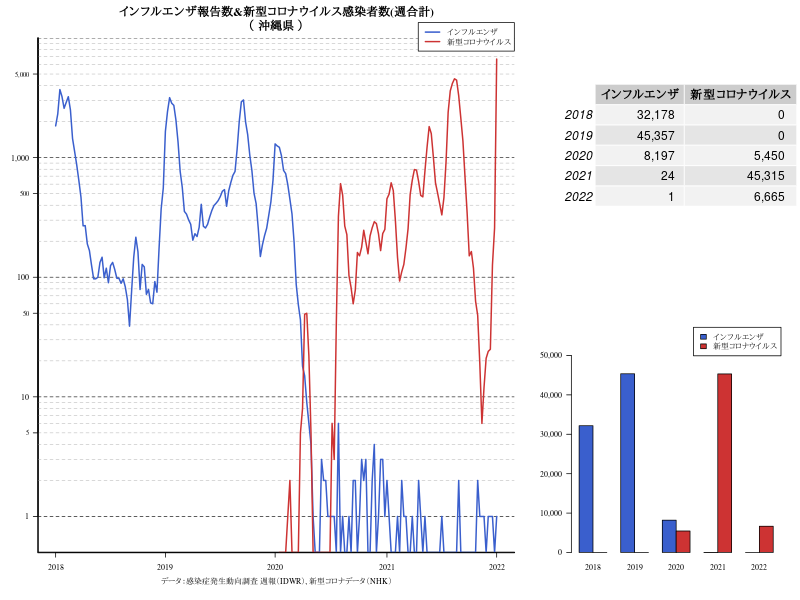 インフルエンザ報告数&新型コロナウイルス感染者数(週合計)
( 沖縄県 )
インフルエンザ
新型コロナウイルス
5,000
1,000
500
100
50
10
5
1
2018 2019 2020 2021 2022
データ:感染症発生動向調査 週報(IDWR)、新型コロナデータ(NHK)
インフルエンザ 新型コロナウイルス
2018 32,178 0
2019 45,357 0
2020 8,197 5,450
2021 24 45,315
2022 1 6,665
インフルエンザ
新型コロナウイルス
50,000
40,000
30,000
20,000
10,000
0
2018 2019 2020 2021 2022